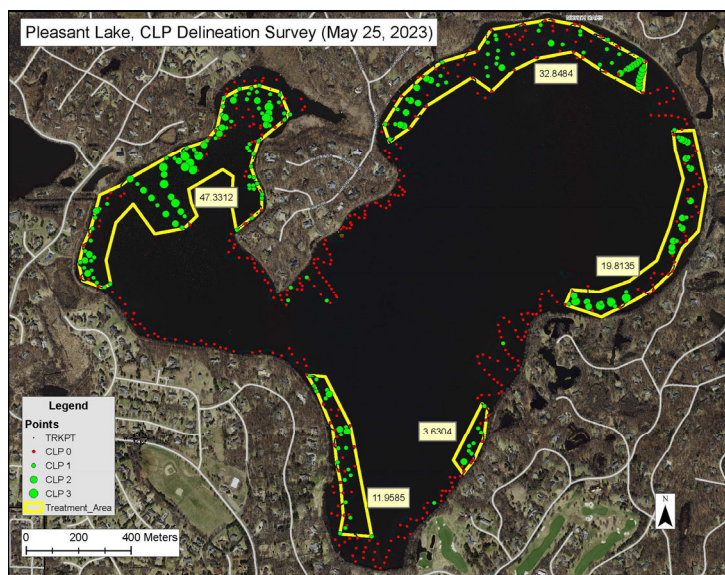 Pleasant Lake, CLP Delineation Survey (May 25, 2023)
32.8484
47.3312
19.8135
3.6304
11.9585
Legend
Points
TRKPT
CLP 0
CLP 1
CLP 2
CLP 3
Treatment_Area
0 200 400 Meters
N